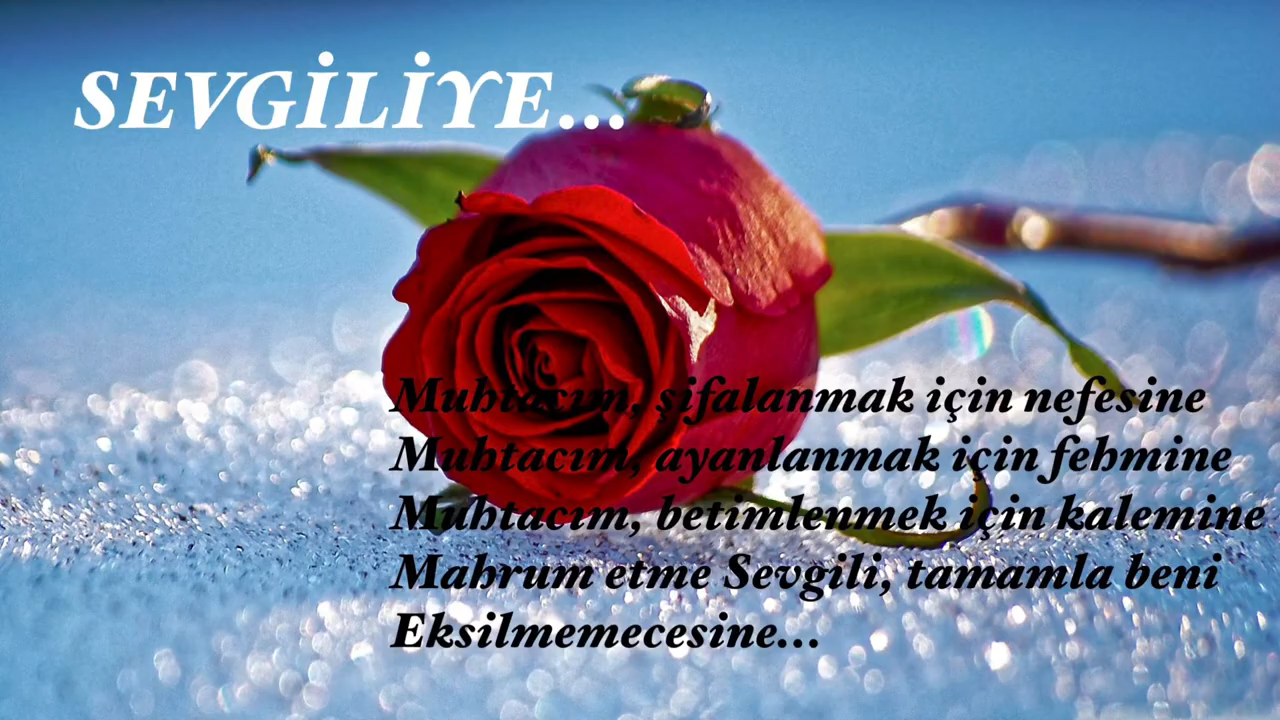 SEVGİLİYE...
Muhtacım, şifalanmak için nefesine
Muhtacım, ayanlanmak için fehmine
Muhtacım, betimlenmek için kalemine
Mahrum etme Sevgili, tamamla beni
Eksilmemecesine...